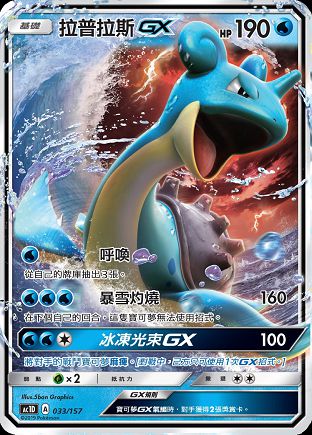 基礎 拉普拉斯GX HP 190
呼喚
從自己的牌庫抽出3張。
暴雪灼燒 160
在下個自己的回合,這隻寶可夢無法使用招式。
冰凍光束GX 100
將對手的戰鬥寶可夢麻痺。[對戰中,己方只可使用1次GX招式。]
弱點 ×2 抵抗力 撤退
Illus.5ban Graphics
GX規則
AC1D A 033/157
寶可夢GX氣絕時,對手獲得2張獎賞卡。
©2019 Pokémon